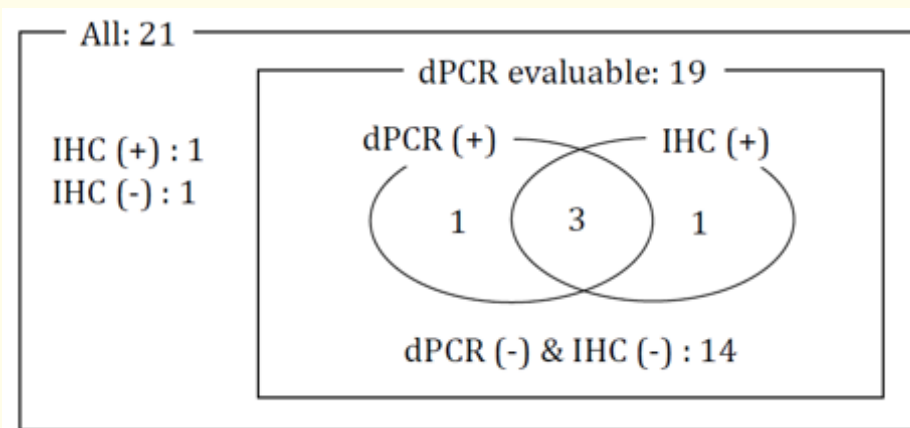 All: 21
dPCR evaluable: 19
IHC (+) : 1
IHC (-) : 1
dPCR (+)
IHC (+)
1
3
1
dPCR (-) & IHC (-) : 14